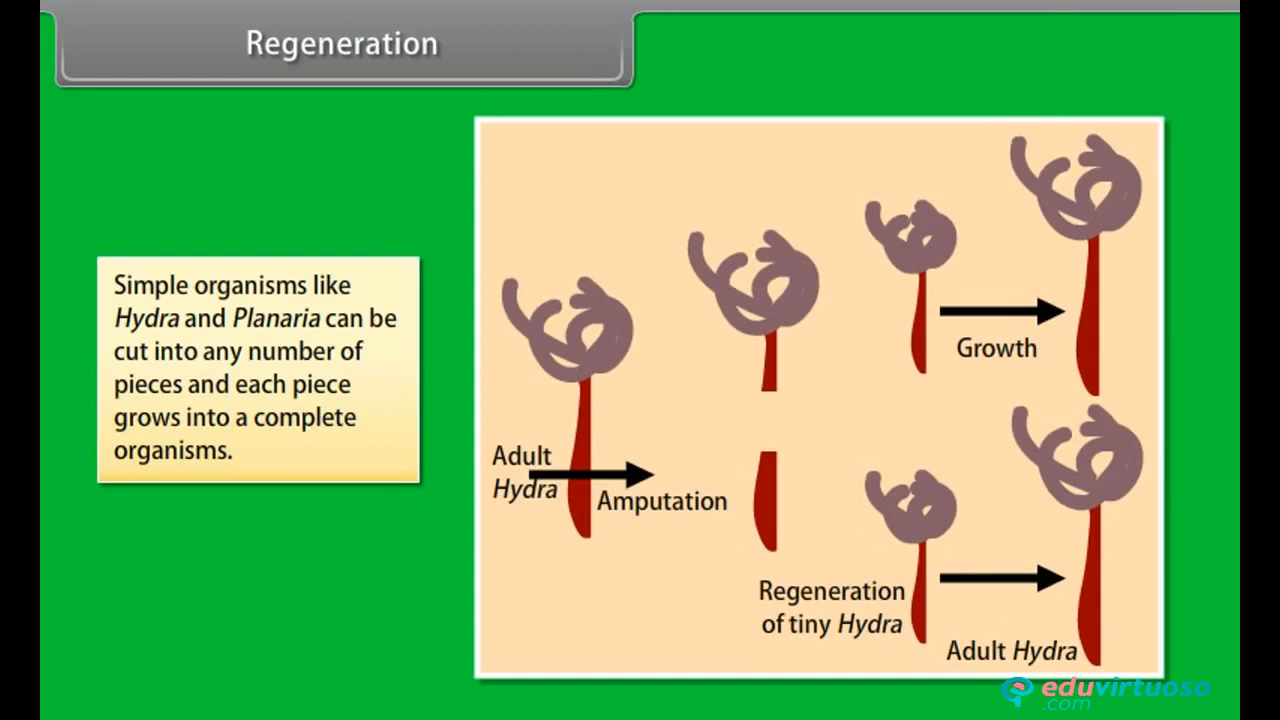 Regeneration
Simple organisms like
Hydra and Planaria can be
cut into any number of
pieces and each piece
grows into a complete
organisms.
Adult
Hydra
Amputation
Growth
Regeneration
of tiny Hydra
Adult Hydra
eduvirtuoso
.com